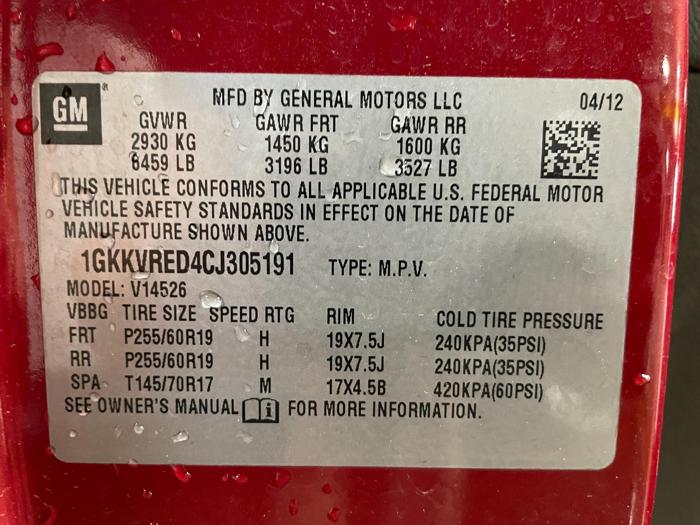 GM
MFD BY GENERAL MOTORS LLC 04/12
GVWR GAWR FRT GAWR RR
2930 KG 1450 KG 1600 KG
6459 LB 3196 LB 3527 LB
THIS VEHICLE CONFORMS TO ALL APPLICABLE U.S. FEDERAL MOTOR
VEHICLE SAFETY STANDARDS IN EFFECT ON THE DATE OF
MANUFACTURE SHOWN ABOVE.
1GKKVRED4CJ305191 TYPE: M.P.V.
MODEL: V14526
VBBG TIRE SIZE SPEED RTG RIM COLD TIRE PRESSURE
FRT P255/60R19 H 19X7.5J 240KPA(35PSI)
RR P255/60R19 H 19X7.5J 240KPA(35PSI)
SPA T145/70R17 M 17X4.5B 420KPA(60PSI)
SEE OWNER'S MANUAL FOR MORE INFORMATION.